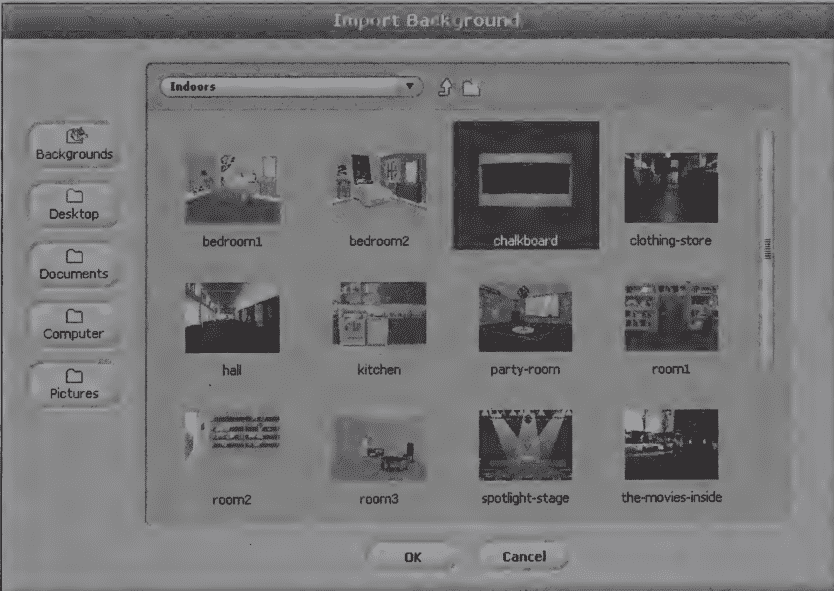 Import Background
Indoors
Backgrounds
Desktop
Documents
Computer
Pictures
bedroom1
bedroom2
chalkboard
clothing-store
hall
kitchen
party-room
room1
room2
room3
spotlight-stage
the-movies-inside
OK
Cancel